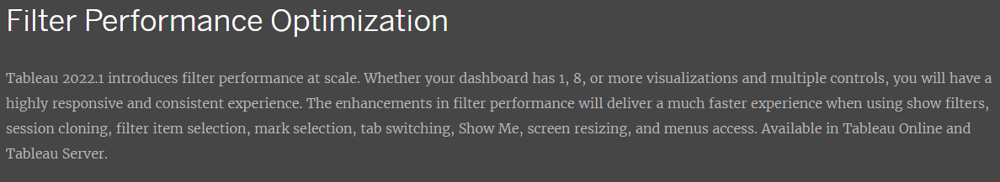 Filter Performance Optimization
Tableau 2022.1 introduces filter performance at scale. Whether your dashboard has 1, 8, or more visualizations and multiple controls, you will have a
highly responsive and consistent experience. The enhancements in filter performance will deliver a much faster experience when using show filters,
session cloning, filter item selection, mark selection, tab switching, Show Me, screen resizing, and menus access. Available in Tableau Online and
Tableau Server.